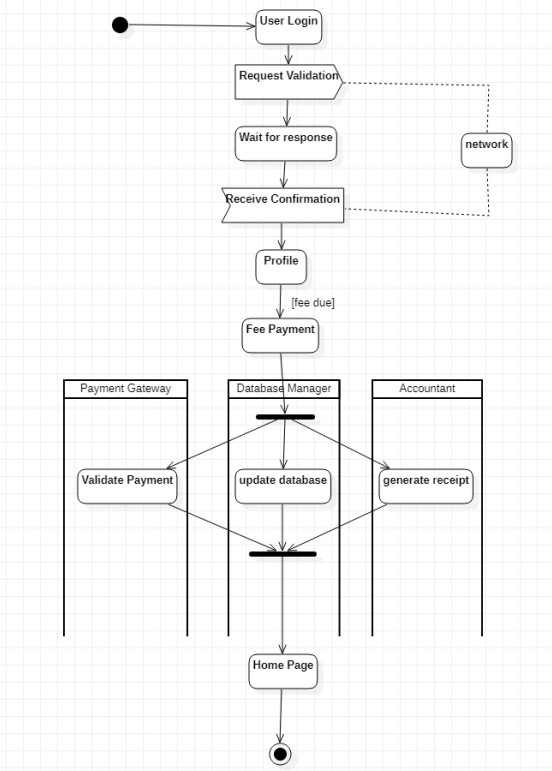 User Login
Request Validation
Wait for response
network
Receive Confirmation
Profile
[fee due]
Fee Payment
Payment Gateway
Database Manager
Accountant
Validate Payment
update database
generate receipt
Home Page